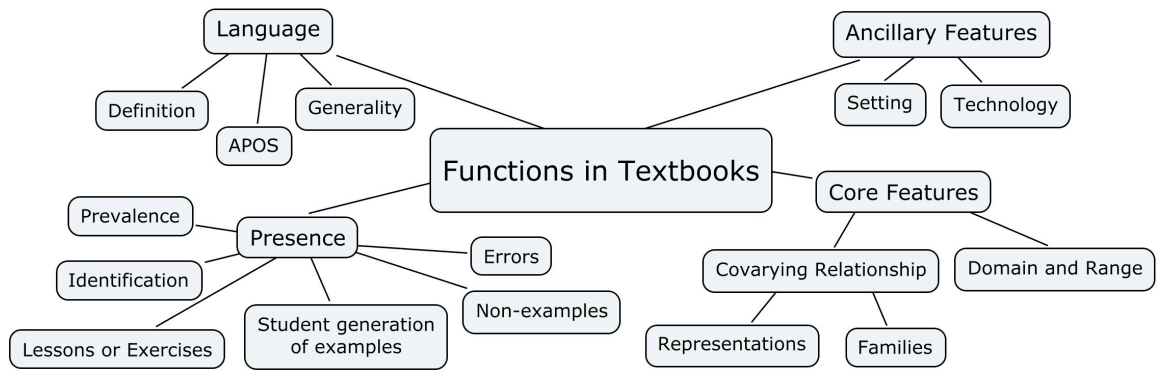 Language
Ancillary Features
Definition
Generality
APOS
Setting
Technology
Functions in Textbooks
Core Features
Prevalence
Presence
Errors
Identification
Covarying Relationship
Domain and Range
Non-examples
Student generation
of examples
Lessons or Exercises
Representations
Families